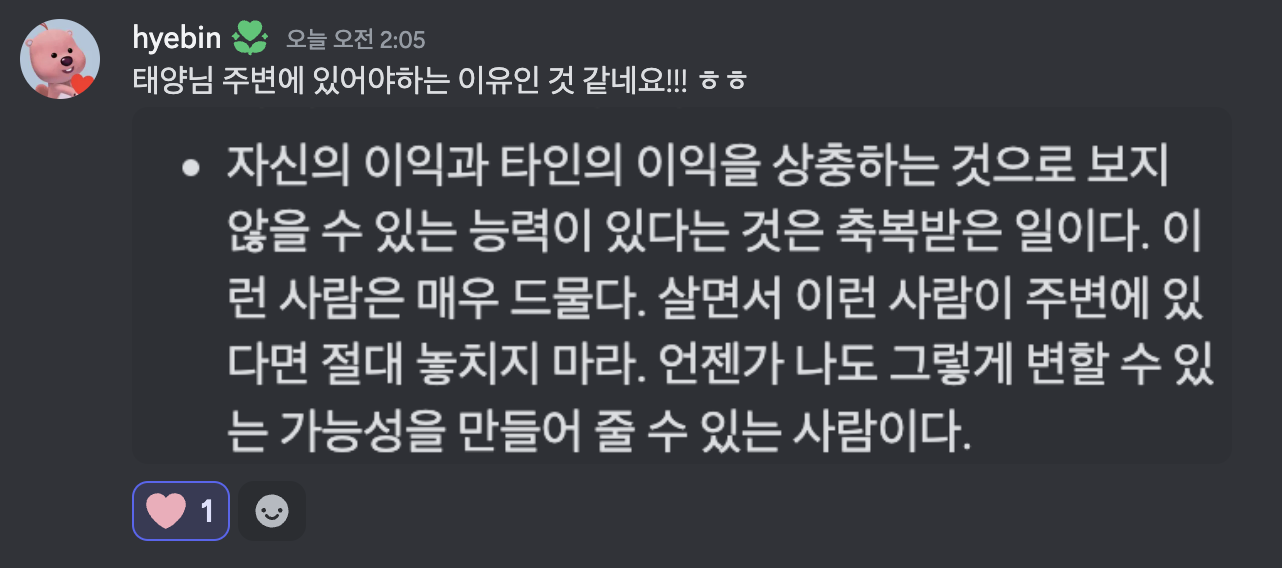 hyebin 오늘 오전 2:05
태양님 주변에 있어야하는 이유인 것 같네요!!! ㅎㅎ
• 자신의 이익과 타인의 이익을 상충하는 것으로 보지
않을 수 있는 능력이 있다는 것은 축복받은 일이다. 이
런 사람은 매우 드물다. 살면서 이런 사람이 주변에 있
다면 절대 놓치지 마라. 언젠가 나도 그렇게 변할 수 있
는 가능성을 만들어 줄 수 있는 사람이다.
1